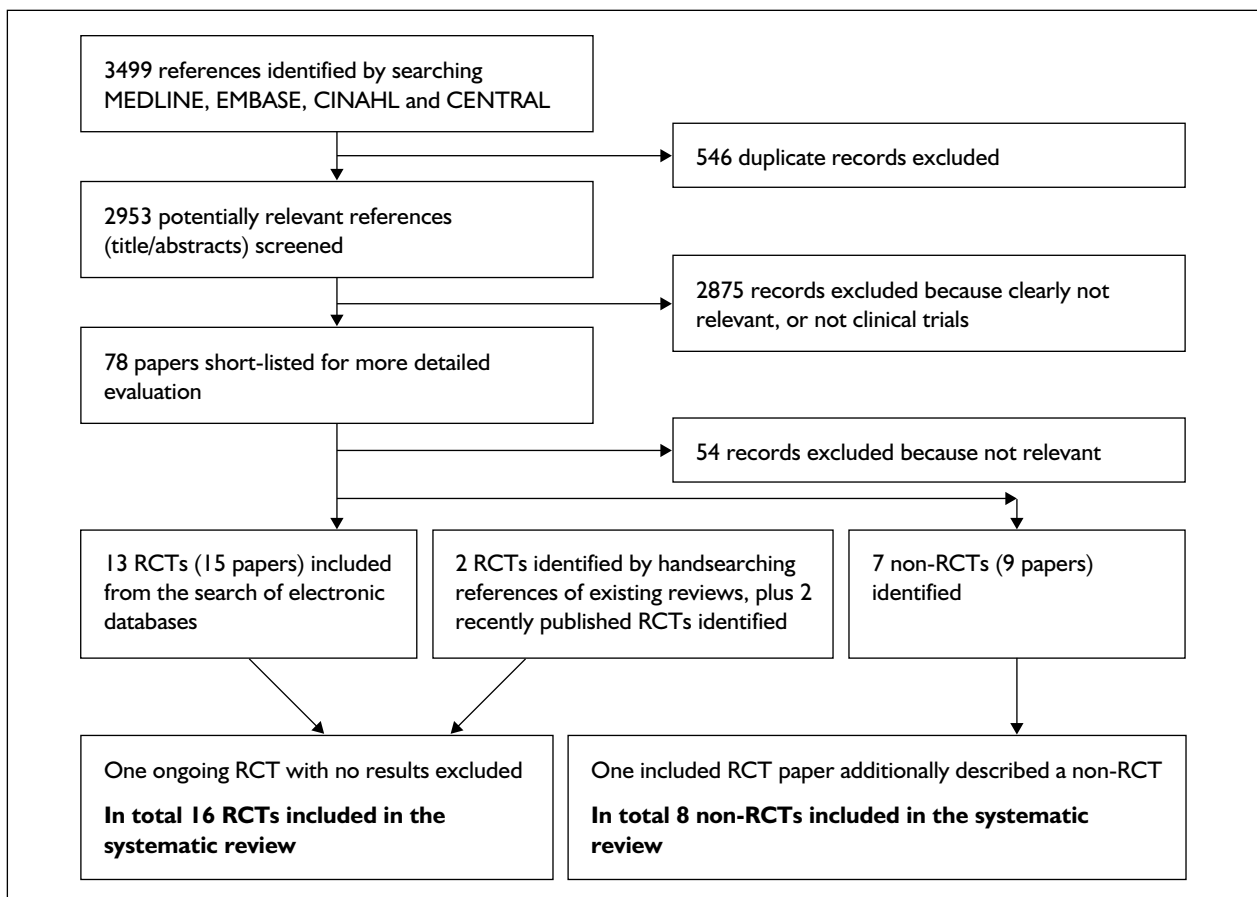 3499 references identified by searching
MEDLINE, EMBASE, CINAHL and CENTRAL
546 duplicate records excluded
2953 potentially relevant references
(title/abstracts) screened
2875 records excluded because clearly not
relevant, or not clinical trials
78 papers short-listed for more detailed
evaluation
54 records excluded because not relevant
13 RCTs (15 papers) included
from the search of electronic
databases
2 RCTs identified by handsearching
references of existing reviews, plus 2
recently published RCTs identified
7 non-RCTs (9 papers)
identified
One ongoing RCT with no results excluded
In total 16 RCTs included in the
systematic review
One included RCT paper additionally described a non-RCT
In total 8 non-RCTs included in the systematic
review